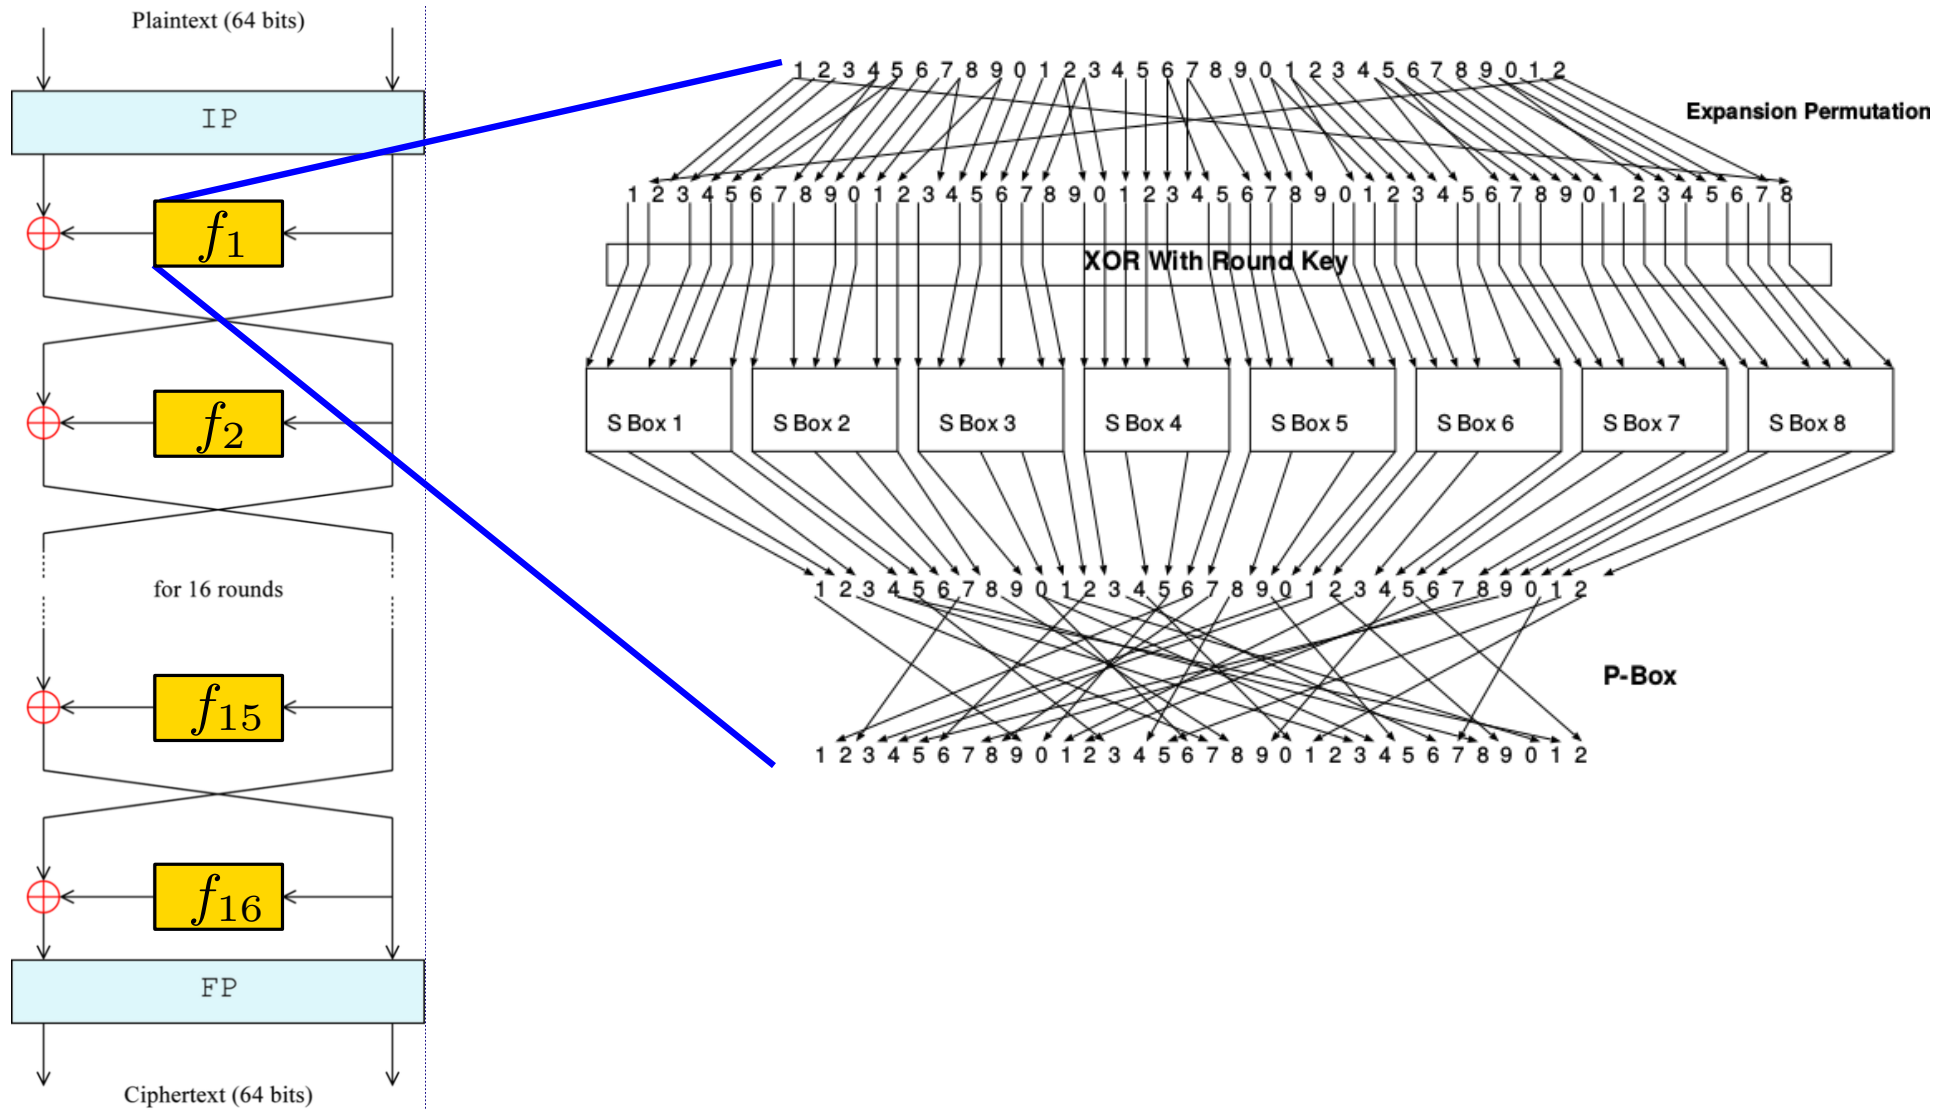 Plaintext (64 bits)
IP
f1
f2
for 16 rounds
f15
f16
FP
Ciphertext (64 bits)
1 2 3 4 5 6 7 8 9 0 1 2 3 4 5 6 7 8 9 0 1 2 3 4 5 6 7 8 9 0 1 2
Expansion Permutation
1 2 3 4 5 6 7 8 9 0 1 2 3 4 5 6 7 8 9 0 1 2 3 4 5 6 7 8 9 0 1 2 3 4 5 6 7 8 9 0 1 2 3 4 5 6 7 8
XOR With Round Key
S Box 1 S Box 2 S Box 3 S Box 4 S Box 5 S Box 6 S Box 7 S Box 8
1 2 3 4 5 6 7 8 9 0 1 2 3 4 5 6 7 8 9 0 1 2 3 4 5 6 7 8 9 0 1 2
P-Box
1 2 3 4 5 6 7 8 9 0 1 2 3 4 5 6 7 8 9 0 1 2 3 4 5 6 7 8 9 0 1 2